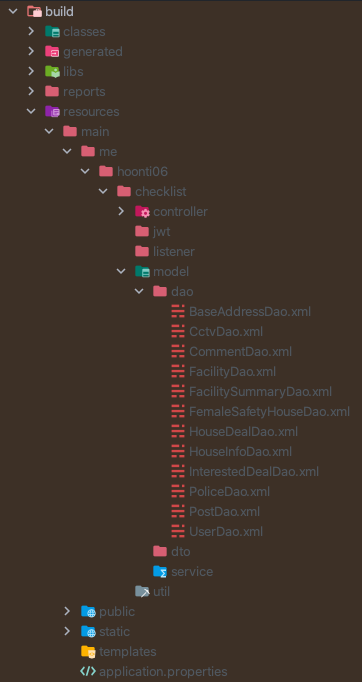 build
classes
generated
libs
reports
resources
main
me
hoonti06
checklist
controller
jwt
listener
model
dao
BaseAddressDao.xml
CctvDao.xml
CommentDao.xml
FacilityDao.xml
FacilitySummaryDao.xml
FemaleSafetyHouseDao.xml
HouseDealDao.xml
HouseInfoDao.xml
InterestedDealDao.xml
PoliceDao.xml
PostDao.xml
UserDao.xml
dto
service
util
public
static
templates
application.properties